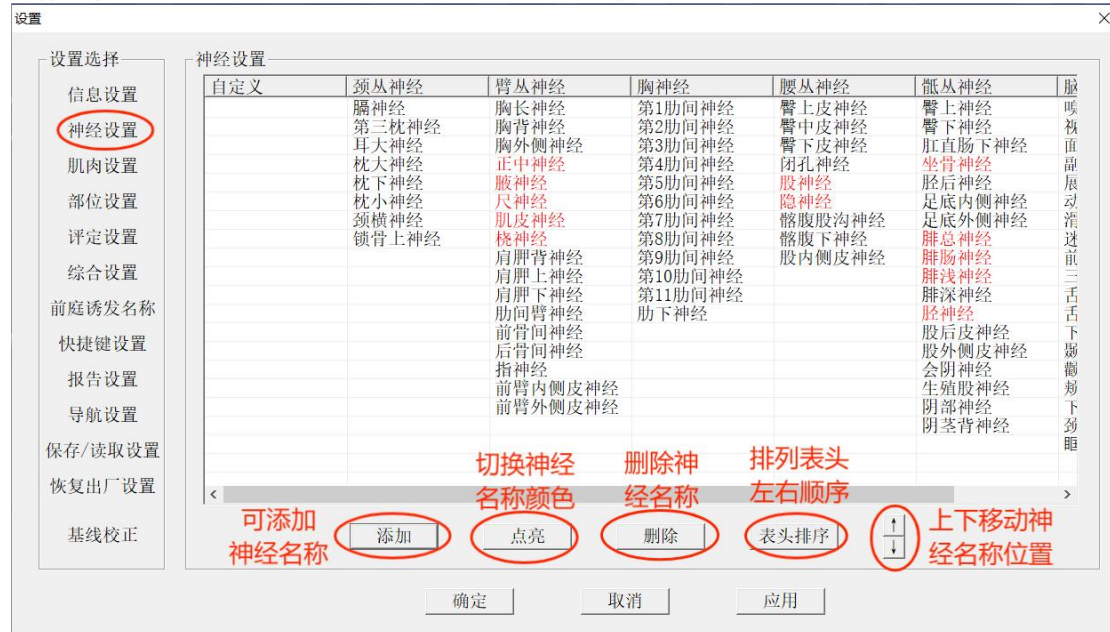 设置
设置选择
信息设置
神经设置
肌肉设置
部位设置
评定设置
综合设置
前庭诱发名称
快捷键设置
报告设置
导航设置
保存/读取设置
恢复出厂设置
基线校正
神经设置
自定义 颈丛神经 臂丛神经 胸神经 腰丛神经 骶丛神经 脑
膈神经 胸长神经 第1肋间神经 臀上皮神经 臀上神经 嗅
第三枕神经 胸背神经 第2肋间神经 臀中皮神经 臀下神经 视
耳大神经 胸外侧神经 第3肋间神经 臀下皮神经 肛直肠下神经 面
枕大神经 正中神经 第4肋间神经 闭孔神经 坐骨神经 副
枕下神经 腋神经 第5肋间神经 股神经 胫后神经 展
枕小神经 尺神经 第6肋间神经 隐神经 足底内侧神经 动
颈横神经 肌皮神经 第7肋间神经 髂腹股沟神经 足底外侧神经 滑
锁骨上神经 桡神经 第8肋间神经 髂腹下神经 腓总神经 迷
肩胛背神经 第9肋间神经 股内侧皮神经 腓肠神经 前
肩胛上神经 第10肋间神经 腓浅神经 三
肩胛下神经 第11肋间神经 腓深神经 舌
肋间臂神经 肋下神经 胫神经 舌
前骨间神经 股后皮神经 下
后骨间神经 股外侧皮神经
指神经 会阴神经
前臂内侧皮神经 生殖股神经 颊
前臂外侧皮神经 阴部神经 下
阴茎背神经 颈
眶
切换神经
名称颜色
删除神
经名称
排列表头
左右顺序
可添加
神经名称
添加 点亮 删除 表头排序 ↑ ↓
上下移动神
经名称位置
确定 取消 应用